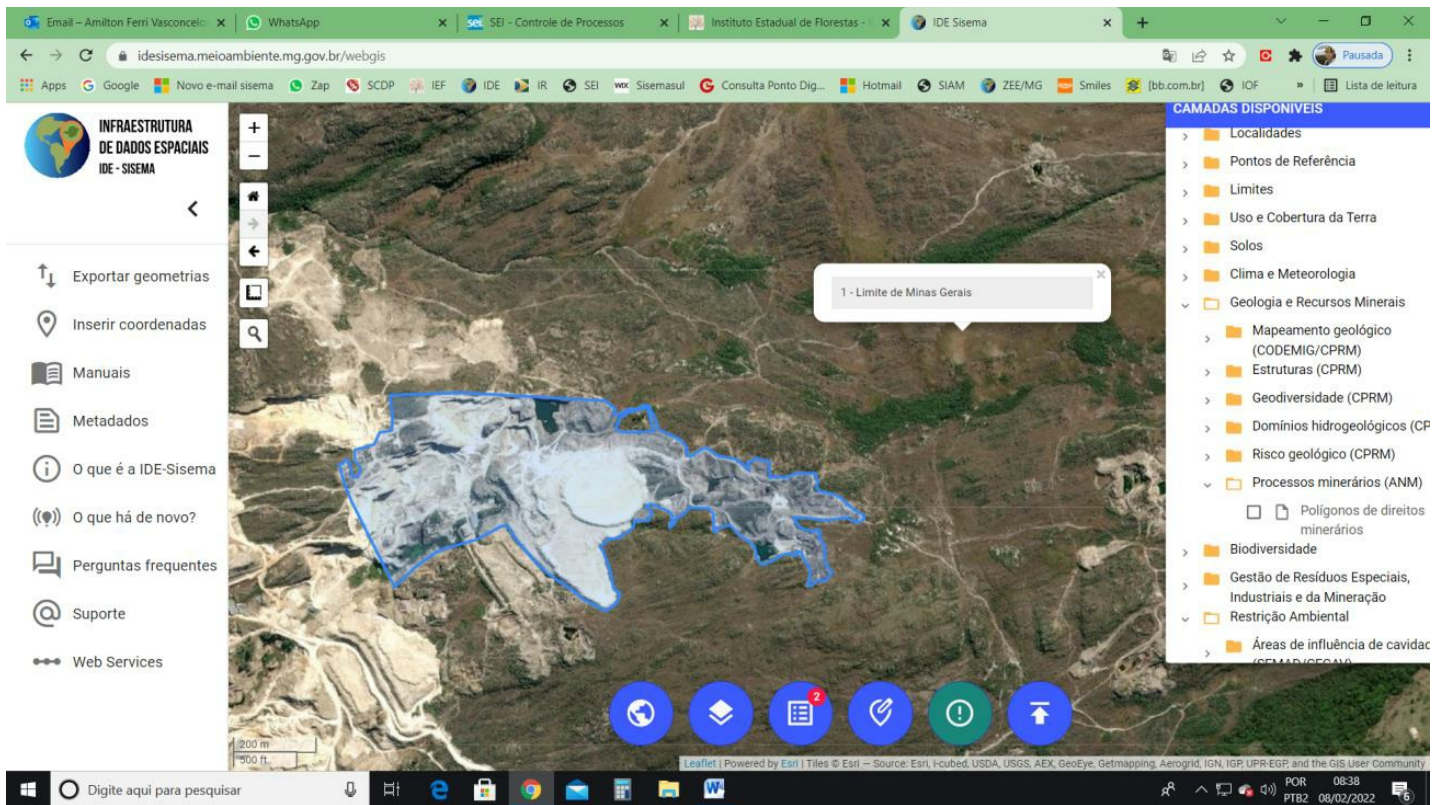 Email – Amilton Ferri Vasconcelo
WhatsApp
SEI - Controle de Processos
Instituto Estadual de Florestas - I
IDE Sisema
idesisema.meioambiente.mg.gov.br/webgis
Pausada
Apps
Google
Novo e-mail sisema
Zap
SCDP
IEF
IDE
IR
SEI
WIX
Sisemasul
Consulta Ponto Dig...
Hotmail
SIAM
ZEE/MG
Smiles
[bb.com.br]
IOF
»
Lista de leitura
INFRAESTRUTURA
DE DADOS ESPACIAIS
IDE - SISEMA
Exportar geometrias
Inserir coordenadas
Manuais
Metadados
O que é a IDE-Sisema
O que há de novo?
Perguntas frequentes
Suporte
Web Services
+
−
1 - Limite de Minas Gerais
×
CAMADAS DISPONÍVEIS
Localidades
Pontos de Referência
Limites
Uso e Cobertura da Terra
Solos
Clima e Meteorologia
Geologia e Recursos Minerais
Mapeamento geológico
(CODEMIG/CPRM)
Estruturas (CPRM)
Geodiversidade (CPRM)
Domínios hidrogeológicos (CP
Risco geológico (CPRM)
Processos minerários (ANM)
Polígonos de direitos
minerários
Biodiversidade
Gestão de Resíduos Especiais,
Industriais e da Mineração
Restrição Ambiental
Áreas de influência de cavidad
(SEMAD/CECAV)
2
200 m
500 ft
Leaflet | Powered by Esri | Tiles © Esri — Source: Esri, i-cubed, USDA, USGS, AEX, GeoEye, Getmapping, Aerogrid, IGN, IGP, UPR-EGP, and the GIS User Community
Digite aqui para pesquisar
POR
PTB2
08:38
08/02/2022
6